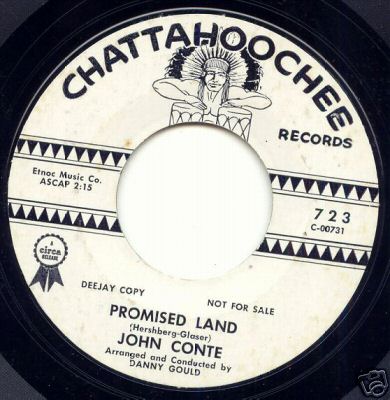 CHATTAHOOCHEE
RECORDS
Etnoc Music Co.
ASCAP 2:15
723
C-00731
A
circa
RELEASE
DEEJAY COPY
NOT FOR SALE
PROMISED LAND
(Hershberg-Glaser)
JOHN CONTE
Arranged and Conducted by
DANNY GOULD
ebY